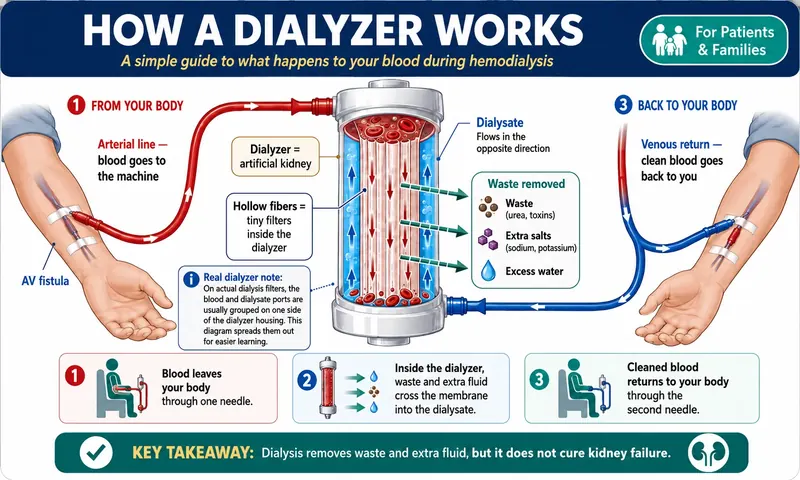 HOW A DIALYZER WORKS
A simple guide to what happens to your blood during hemodialysis
For Patients
& Families
1 FROM YOUR BODY
Arterial line —
blood goes to
the machine
AV fistula
Dialyzer =
artificial kidney
Hollow fibers =
tiny filters
inside the
dialyzer
i Real dialyzer note:
On actual dialysis filters, the
blood and dialysate ports are
usually grouped on one side
of the dialyzer housing. This
diagram spreads them out
for easier learning.
Dialysate
Flows in the
opposite direction
Waste removed
Waste
(urea, toxins)
Extra salts
(sodium, potassium)
Excess water
3 BACK TO YOUR BODY
Venous return —
clean blood goes
back to you
1
Blood leaves
your body
through one needle.
2
Inside the dialyzer,
waste and extra fluid
cross the membrane
into the dialysate.
3
Cleaned blood
returns to your body
through the
second needle.
KEY TAKEAWAY: Dialysis removes waste and extra fluid, but it does not cure kidney failure.